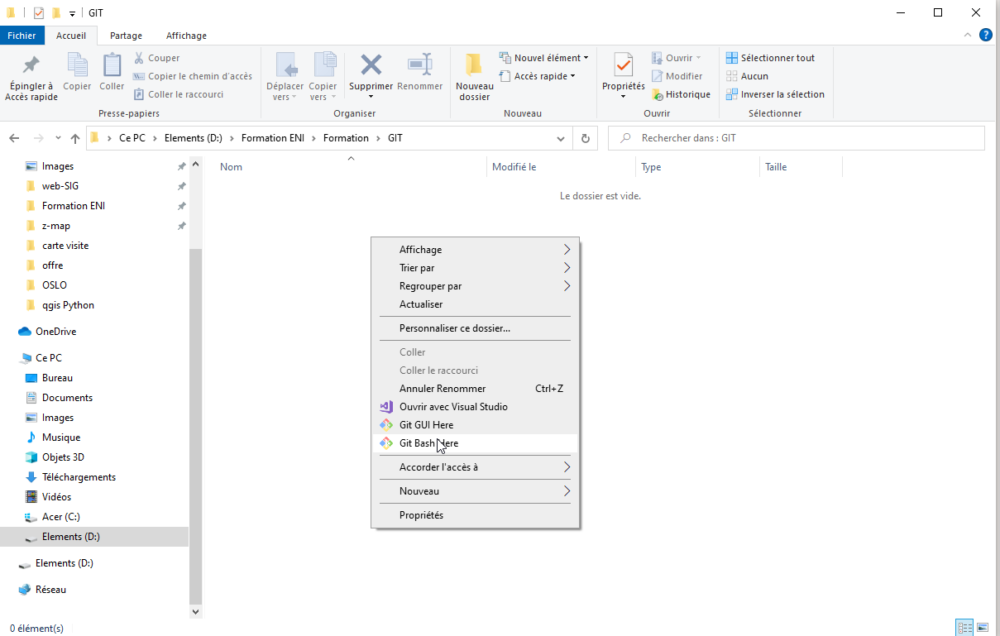 GIT
Fichier
Accueil
Partage
Affichage
?
Épingler à
Accès rapide
Copier
Coller
Couper
Copier le chemin d'accès
Coller le raccourci
Presse-papiers
Déplacer
vers
Copier
vers
Supprimer
Renommer
Organiser
Nouveau
dossier
Nouvel élément
Accès rapide
Nouveau
Propriétés
Ouvrir
Modifier
Historique
Ouvrir
Sélectionner tout
Aucun
Inverser la sélection
Sélectionner
Ce PC
Elements (D:)
Formation ENI
Formation
GIT
Rechercher dans : GIT
Images
web-SIG
Formation ENI
z-map
carte visite
offre
OSLO
qgis Python
OneDrive
Ce PC
Bureau
Documents
Images
Musique
Objets 3D
Téléchargements
Vidéos
Acer (C:)
Elements (D:)
Elements (D:)
Réseau
Nom
Modifié le
Type
Taille
Le dossier est vide.
Affichage
Trier par
Regrouper par
Actualiser
Personnaliser ce dossier...
Coller
Coller le raccourci
Annuler Renommer Ctrl+Z
Ouvrir avec Visual Studio
Git GUI Here
Git Bash Here
Accorder l'accès à
Nouveau
Propriétés
0 élément(s)